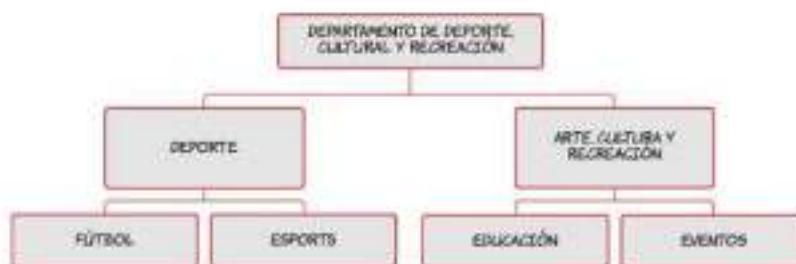 DEPARTAMENTO DE DEPORTE,
CULTURAL Y RECREACIÓN
DEPORTE
ARTE, CULTURA Y
RECREACIÓN
FÚTBOL
ESPORTS
EDUCACIÓN
EVENTOS